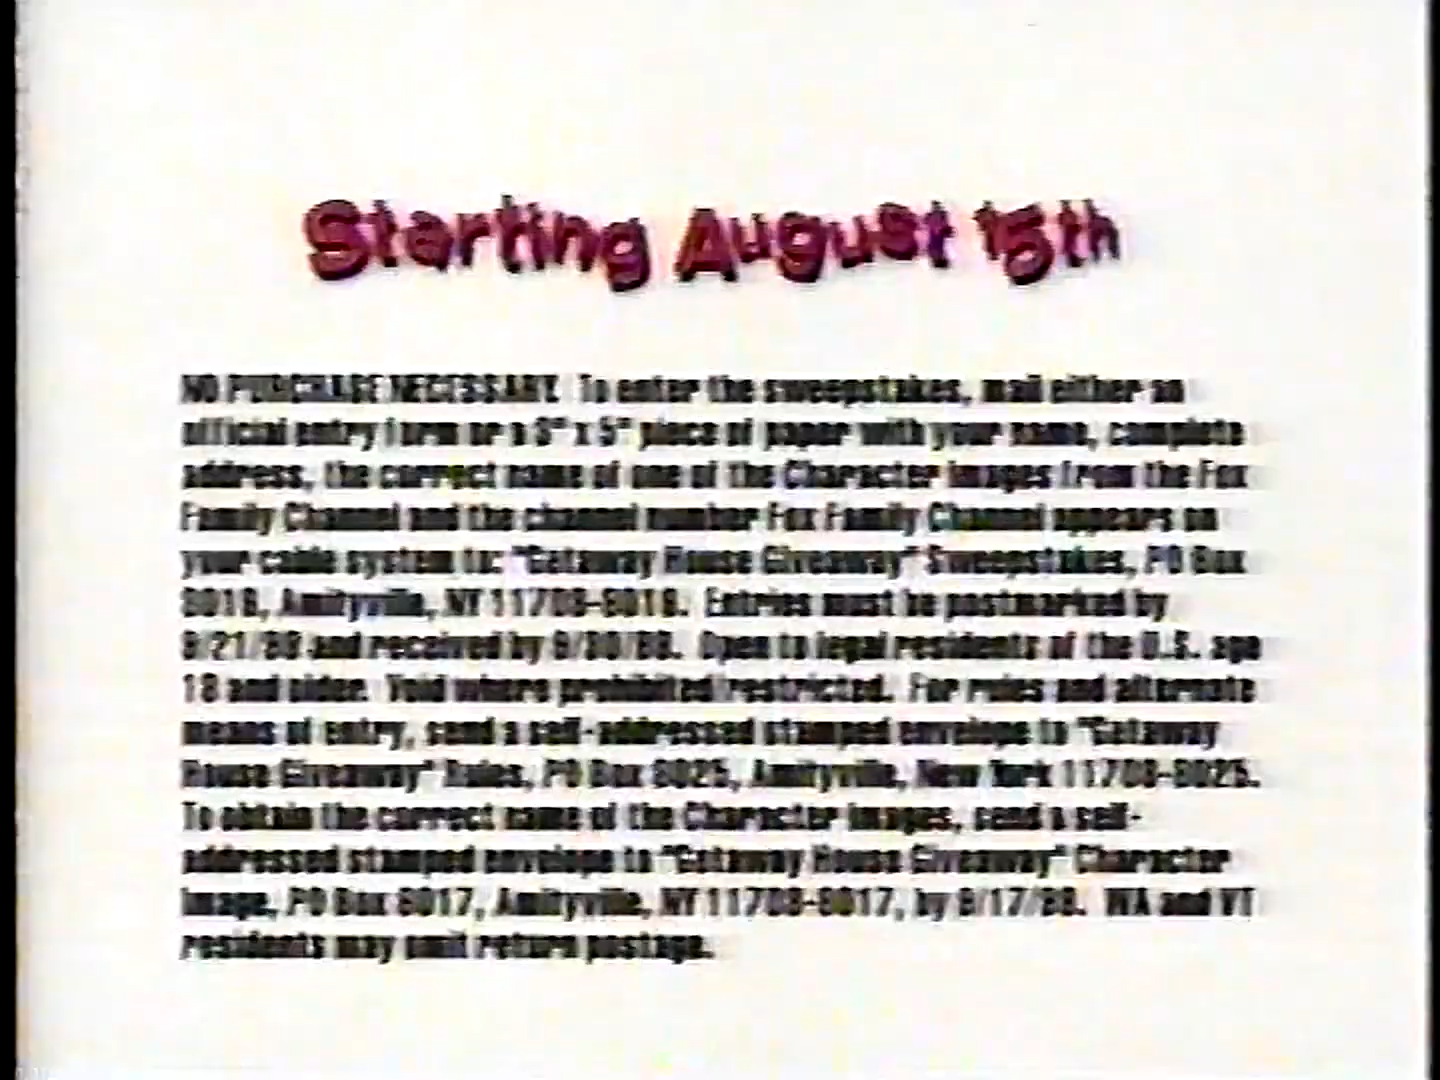 Starting August 15th
NO PURCHASE NECESSARY. To enter the sweepstakes, mail either an
official entry form or a 3" x 5" piece of paper with your name, complete
address, the correct name of one of the Character Images from the Fox
Family Channel and the channel number Fox Family Channel appears on
your cable system to: "Getaway House Giveaway" Sweepstakes, PO Box
Amityville, NY Entries must be postmarked by
and received by Open to legal residents of the U.S. age
18 and older. Void where prohibited/restricted. For rules and alternate
means of entry, send a self-addressed stamped envelope to "Getaway
House Giveaway" Rules, PO Box Amityville, New York
To obtain the correct name of the Character Images, send a self-
addressed stamped envelope to "Getaway House Giveaway" Character
Image, PO Box Amityville, NY by WA and VT
residents may omit return postage.